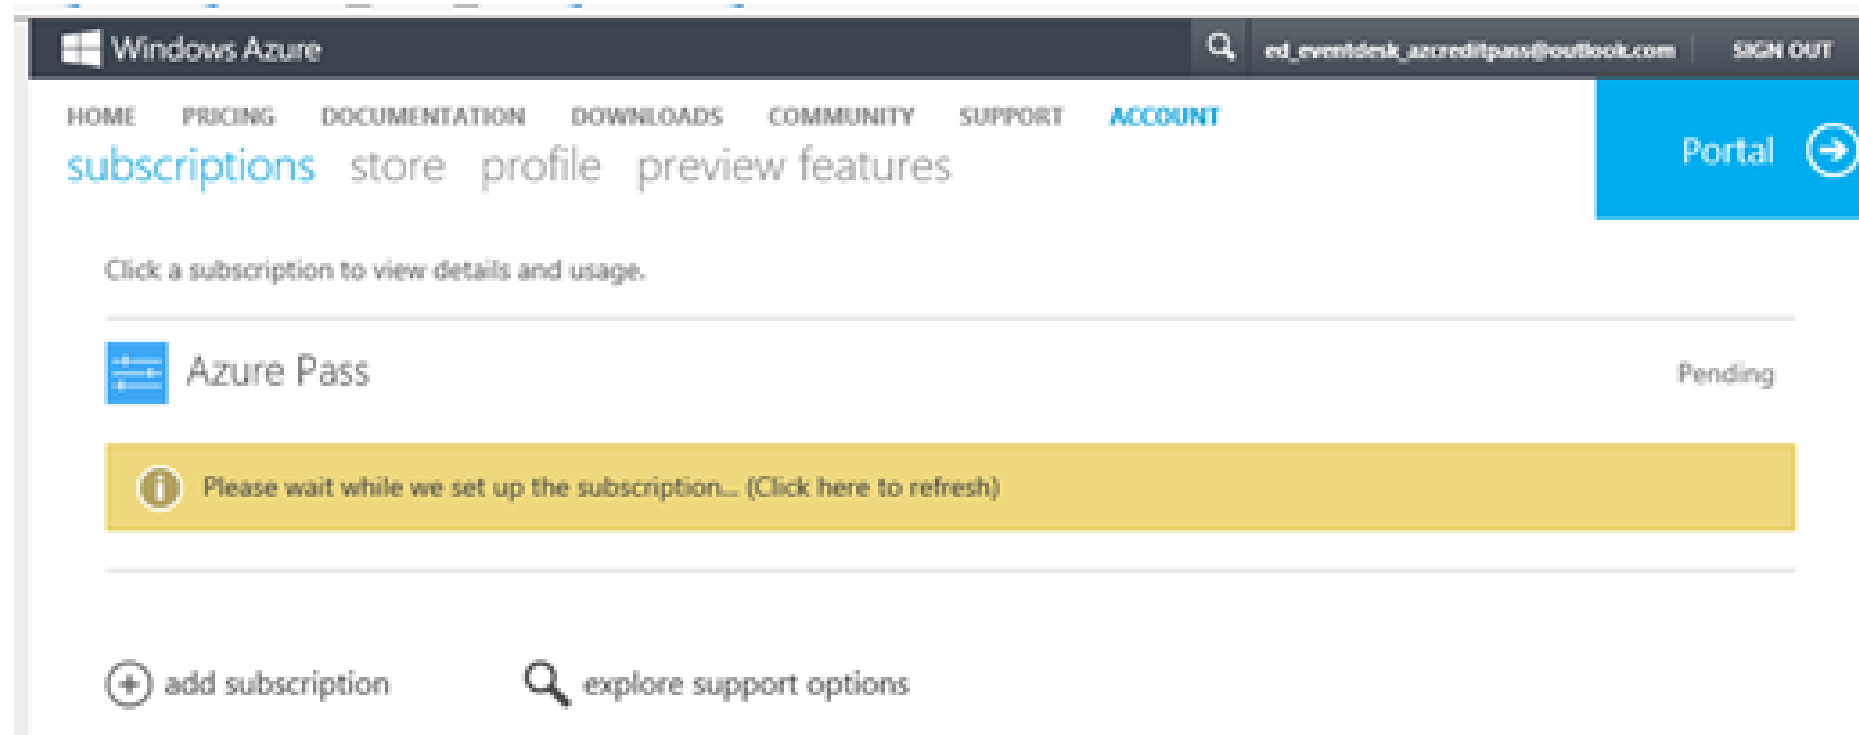 Windows Azure ed_eventdesk_azcreditpass@outlook.com SIGN OUT
HOME PRICING DOCUMENTATION DOWNLOADS COMMUNITY SUPPORT ACCOUNT
subscriptions store profile preview features
Portal
Click a subscription to view details and usage.
Azure Pass Pending
Please wait while we set up the subscription... (Click here to refresh)
add subscription explore support options